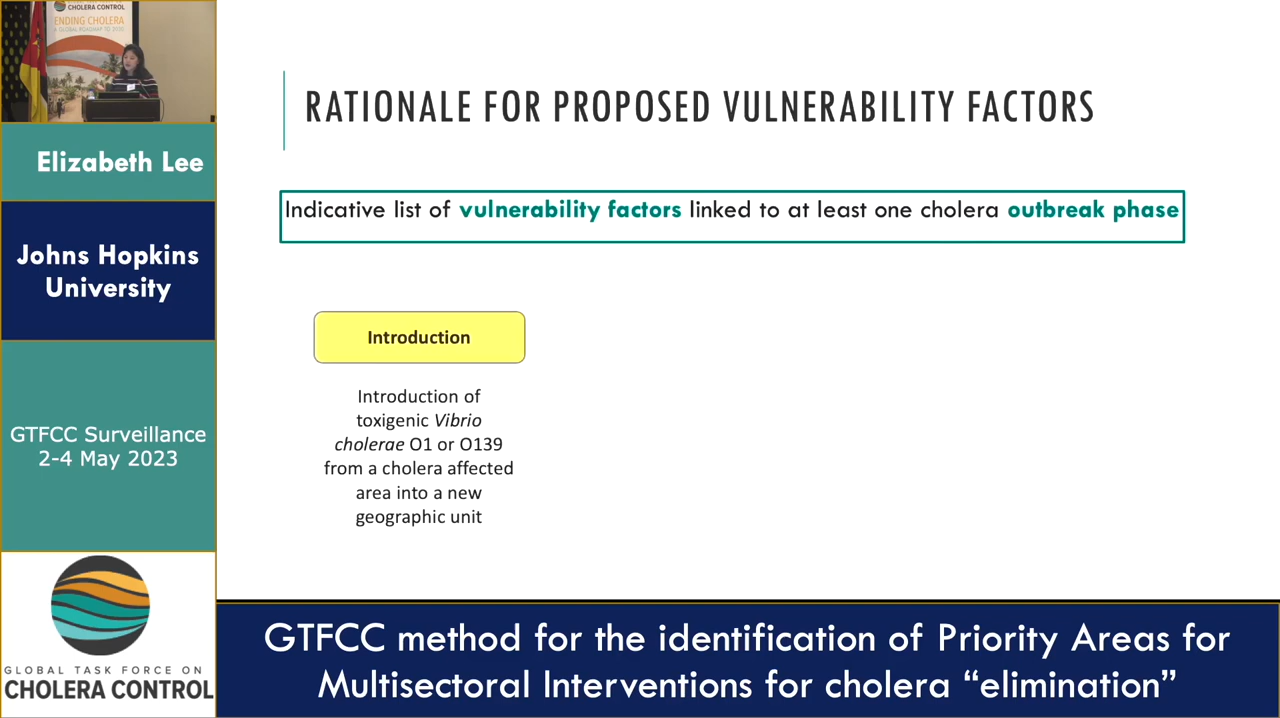 CHOLERA CONTROL
ENDING CHOLERA
A GLOBAL ROADMAP TO 2030
Elizabeth Lee
Johns Hopkins
University
GTFCC Surveillance
2-4 May 2023
GLOBAL TASK FORCE ON
CHOLERA CONTROL
RATIONALE FOR PROPOSED VULNERABILITY FACTORS
Indicative list of vulnerability factors linked to at least one cholera outbreak phase
Introduction
Introduction of
toxigenic Vibrio
cholerae O1 or O139
from a cholera affected
area into a new
geographic unit
GTFCC method for the identification of Priority Areas for
Multisectoral Interventions for cholera “elimination”